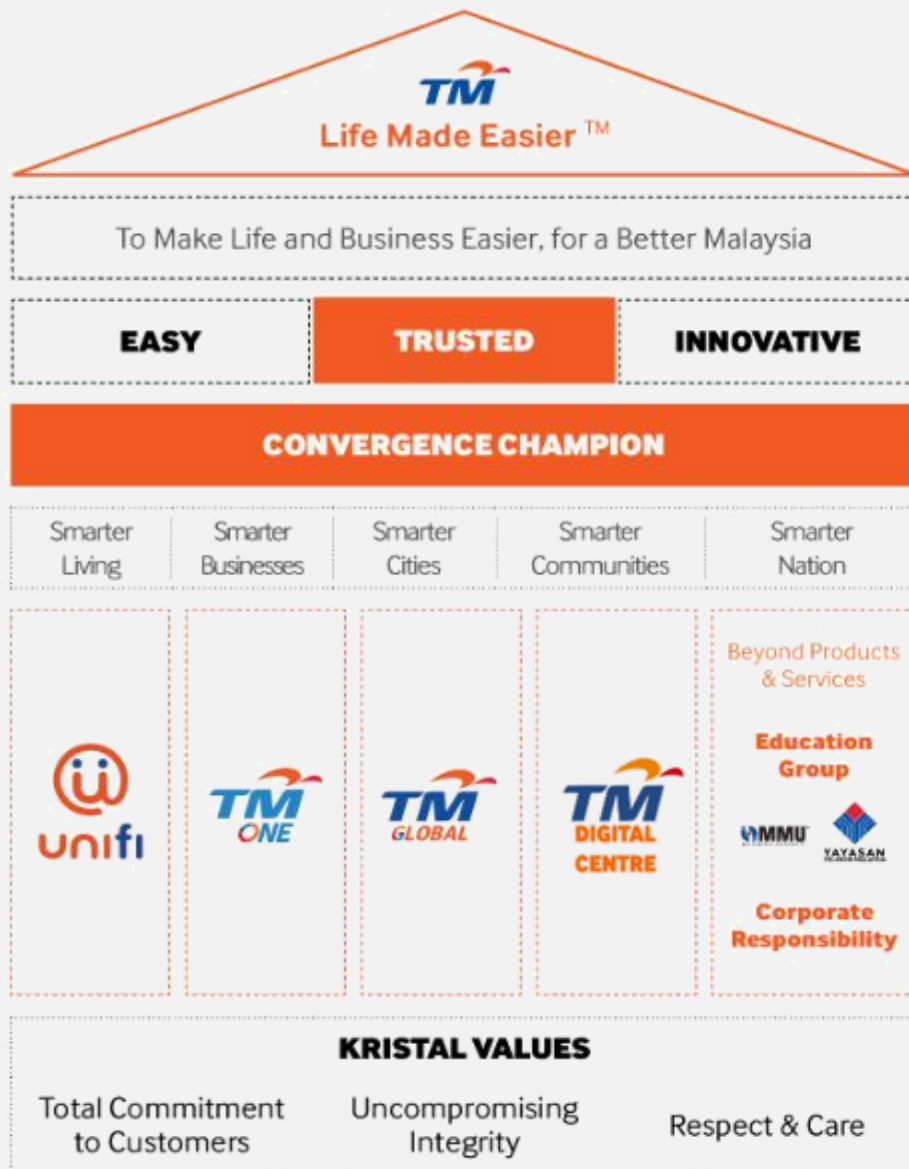 TM
Life Made Easier ™
To Make Life and Business Easier, for a Better Malaysia
EASY
TRUSTED
INNOVATIVE
CONVERGENCE CHAMPION
Smarter
Living
Smarter
Businesses
Smarter
Cities
Smarter
Communities
Smarter
Nation
unifi
TM
ONE
TM
GLOBAL
TM
DIGITAL
CENTRE
Beyond Products
& Services
Education
Group
MMU
YAYASAN
Corporate
Responsibility
KRISTAL VALUES
Total Commitment
to Customers
Uncompromising
Integrity
Respect & Care